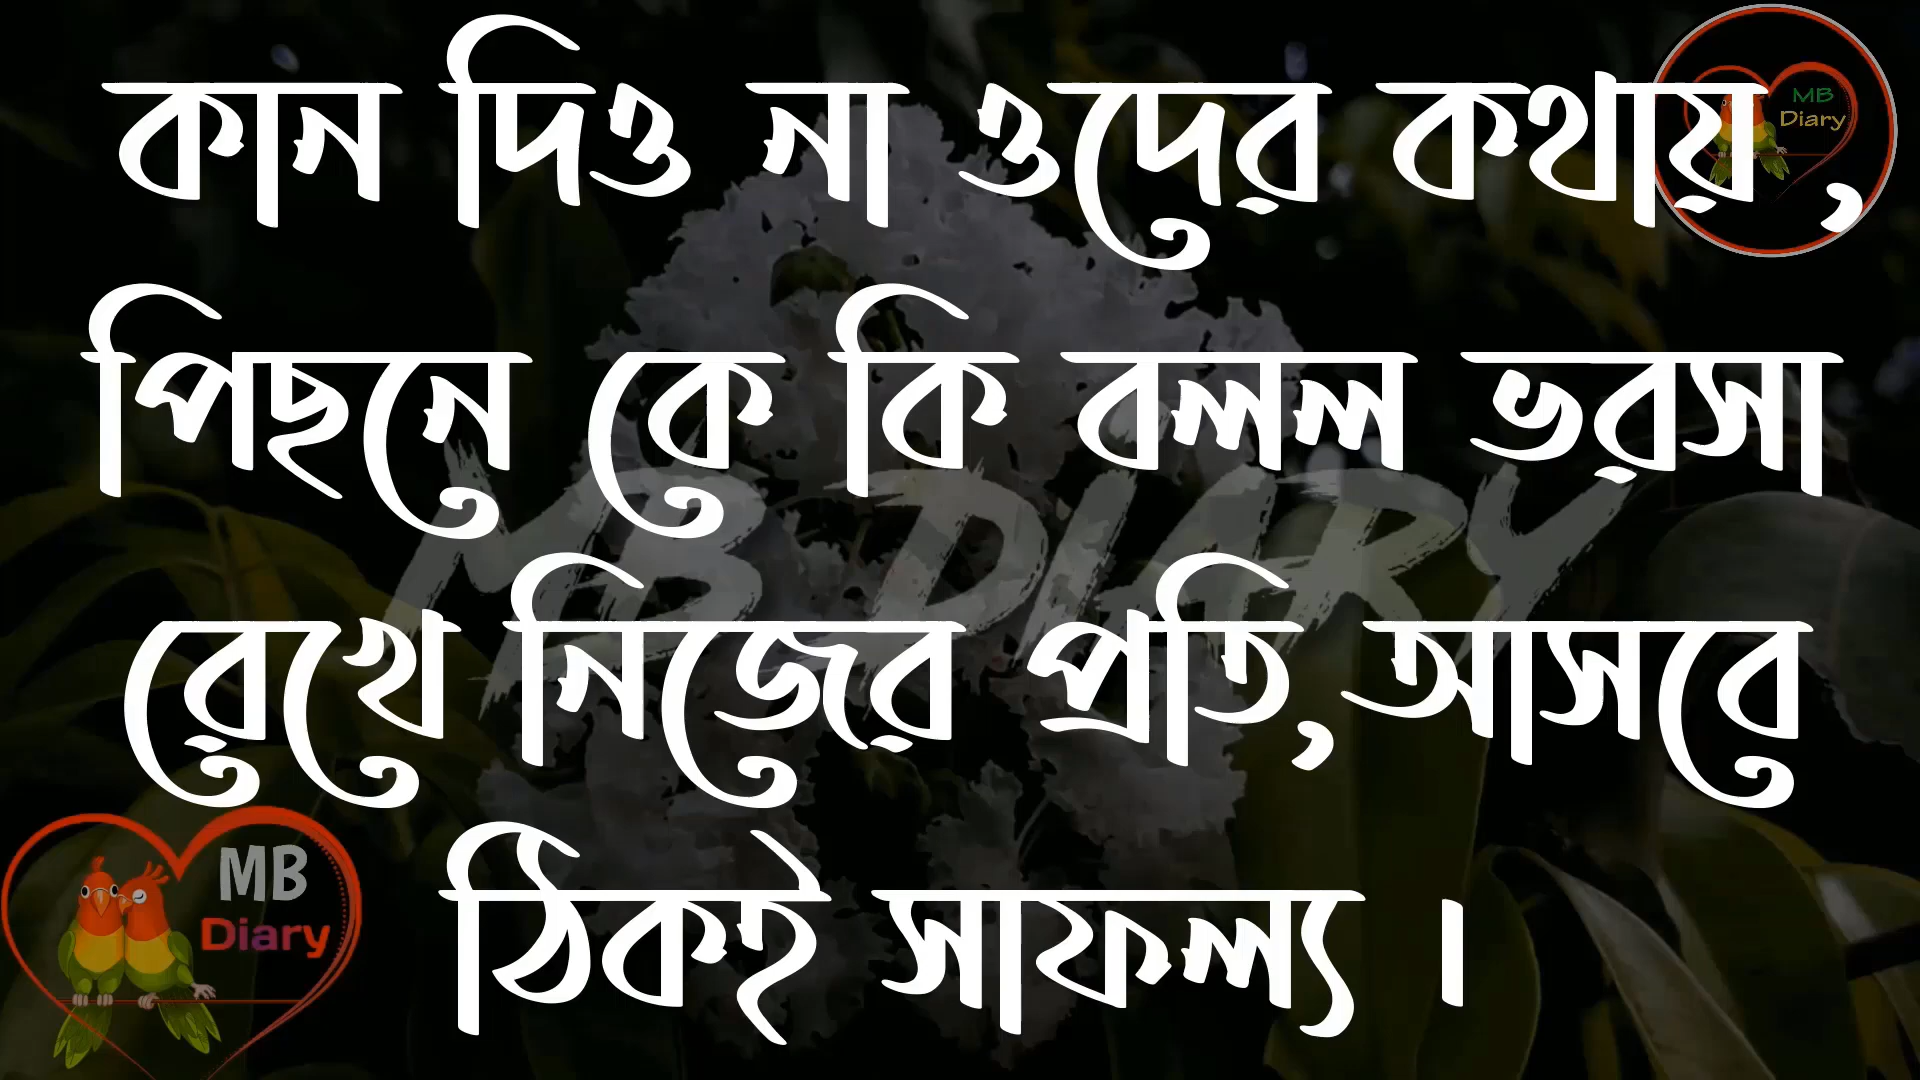 কান দিও না ওদের কথায় ,
পিছনে কে কি বলল ভরসা
রেখে নিজের প্রতি,আসবে
ঠিকই সাফল্য ।
MB
Diary
MB DIARY
MB
Diary